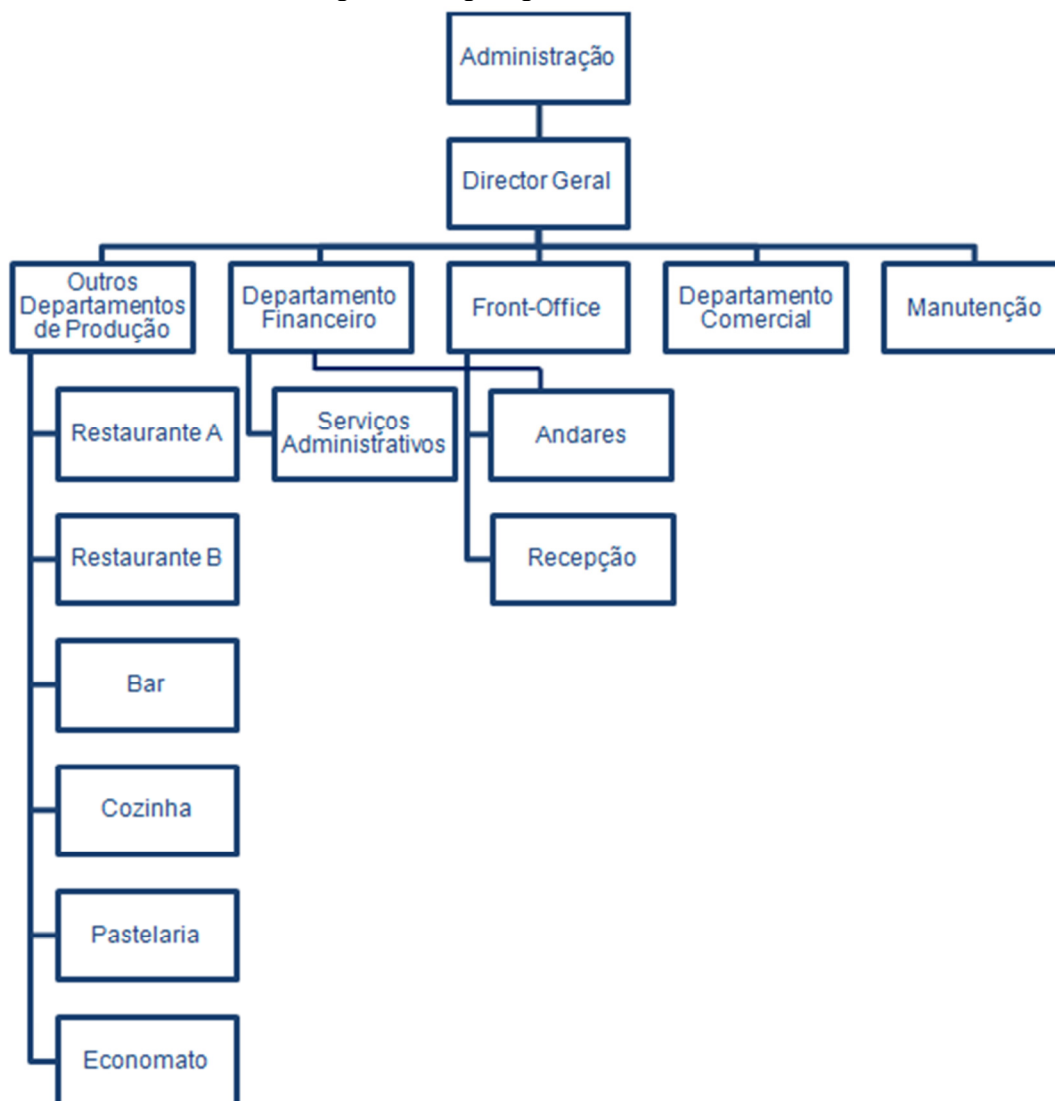 Administração
Director Geral
Outros
Departamentos
de Produção
Departamento
Financeiro
Front-Office
Departamento
Comercial
Manutenção
Restaurante A
Serviços
Administrativos
Andares
Restaurante B
Recepção
Bar
Cozinha
Pastelaria
Economato